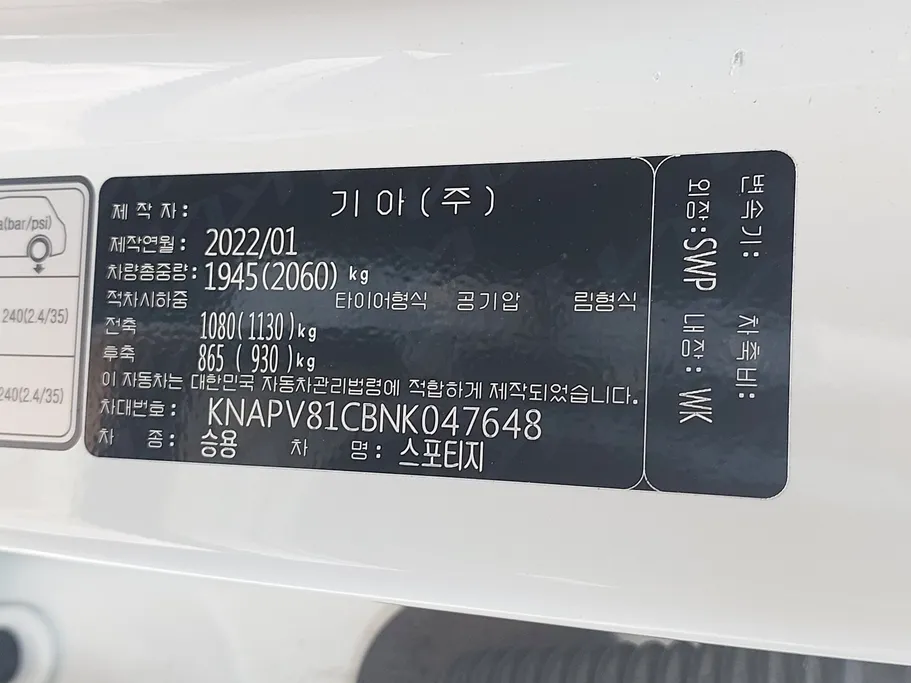 a(bar/psi)
240(2.4/35)
240(2.4/35)
제 작 자: 기 아 ( 주 )
제작연월: 2022/01
차량총중량: 1945(2060) kg
적차시하중 타이어형식 공기압 림형식
전축 1080(1130)kg
후축 865 ( 930)kg
이 자동차는 대한민국 자동차관리법령에 적합하게 제작되었습니다.
차대번호: KNAPV81CBNK047648
차 종: 승용 차 명: 스포티지
변속기: 차축비:
외장:SWP 내장: WK